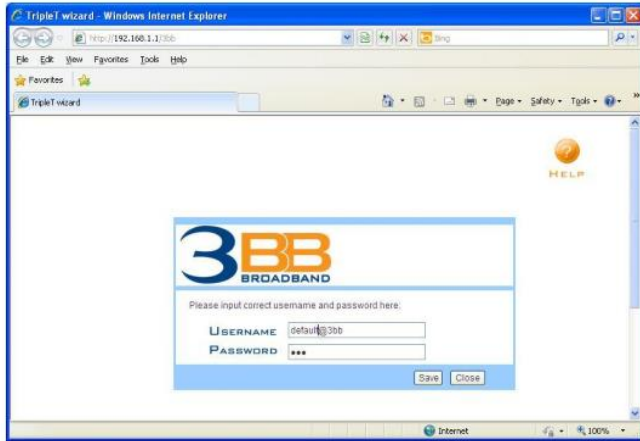 TripleT wizard - Windows Internet Explorer
http://192.168.1.1/3bb
Bing
File Edit View Favorites Tools Help
Favorites
TripleT wizard
Page Safety Tools
HELP
3BB
BROADBAND
Please input correct username and password here:
USERNAME default@3bb
PASSWORD •••
Save Close
Internet 100%